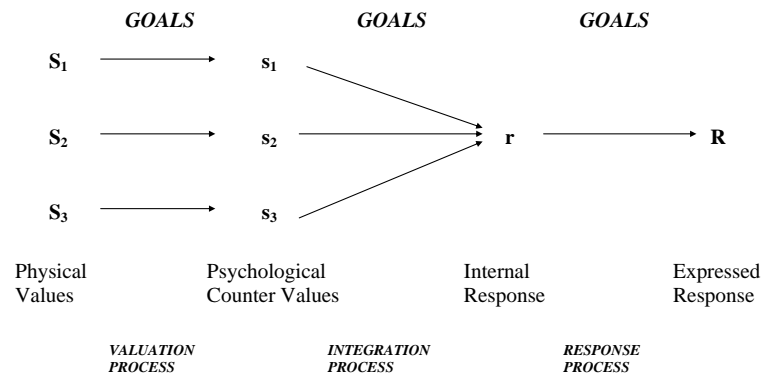 GOALS GOALS GOALS
S₁ s₁
S₂ s₂ r R
S₃ s₃
Physical Psychological Internal Expressed
Values Counter Values Response Response
VALUATION INTEGRATION RESPONSE
PROCESS PROCESS PROCESS